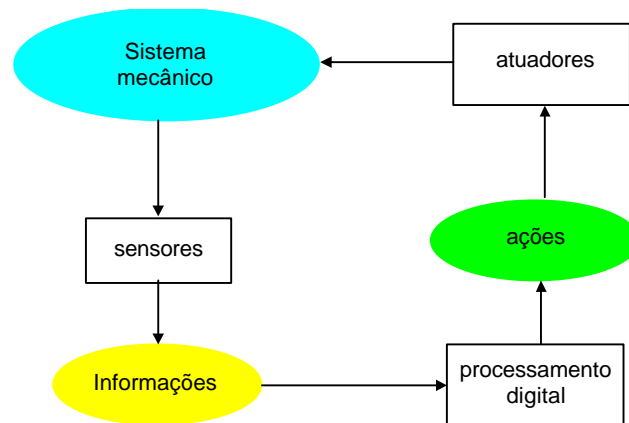 Sistema
mecânico
atuadores
sensores
ações
Informações
processamento
digital